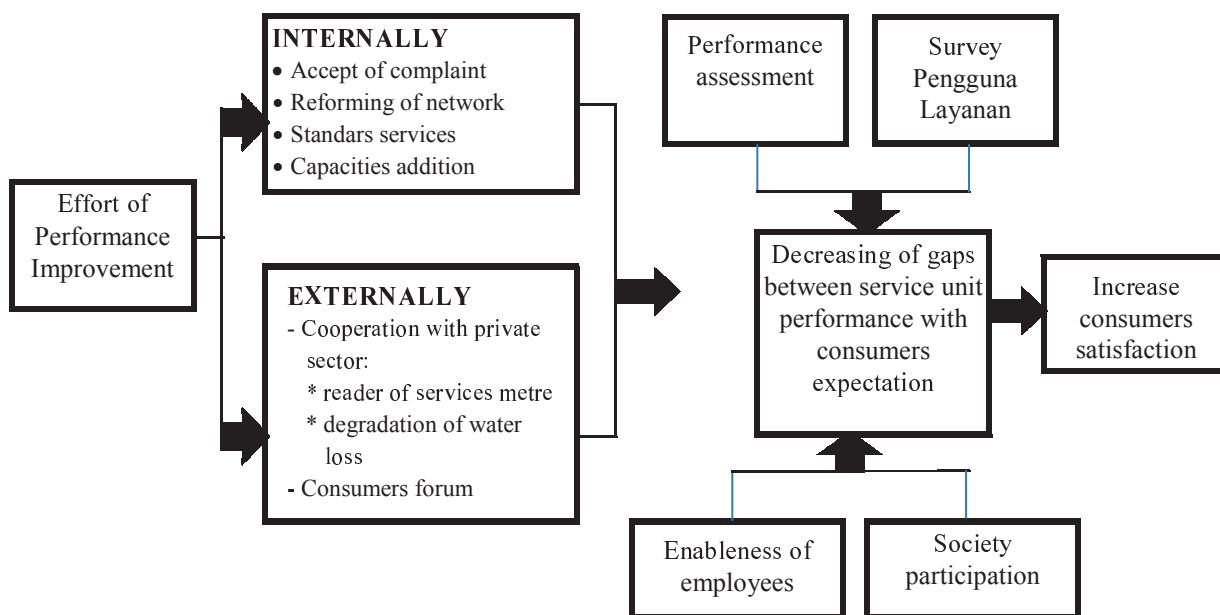 Effort of
Performance
Improvement
INTERNALLY
• Accept of complaint
• Reforming of network
• Standars services
• Capacities addition
EXTERNALLY
- Cooperation with private
sector:
* reader of services metre
* degradation of water
loss
- Consumers forum
Performance
assessment
Survey
Pengguna
Layanan
Decreasing of gaps
between service unit
performance with
consumers
expectation
Increase
consumers
satisfaction
Enableness of
employees
Society
participation